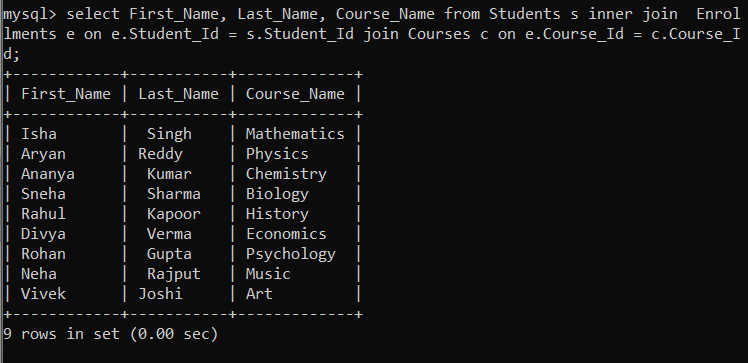 mysql> select First_Name, Last_Name, Course_Name from Students s inner join  Enrol
lments e on e.Student_Id = s.Student_Id join Courses c on e.Course_Id = c.Course_I
d;
+------------+-----------+-------------+
| First_Name | Last_Name | Course_Name |
+------------+-----------+-------------+
| Isha       |  Singh    | Mathematics |
| Aryan      | Reddy     | Physics     |
| Ananya     |  Kumar    | Chemistry   |
| Sneha      |  Sharma   | Biology     |
| Rahul      |  Kapoor   | History     |
| Divya      |  Verma    | Economics   |
| Rohan      |  Gupta    | Psychology  |
| Neha       |  Rajput   | Music       |
| Vivek      | Joshi     | Art         |
+------------+-----------+-------------+
9 rows in set (0.00 sec)